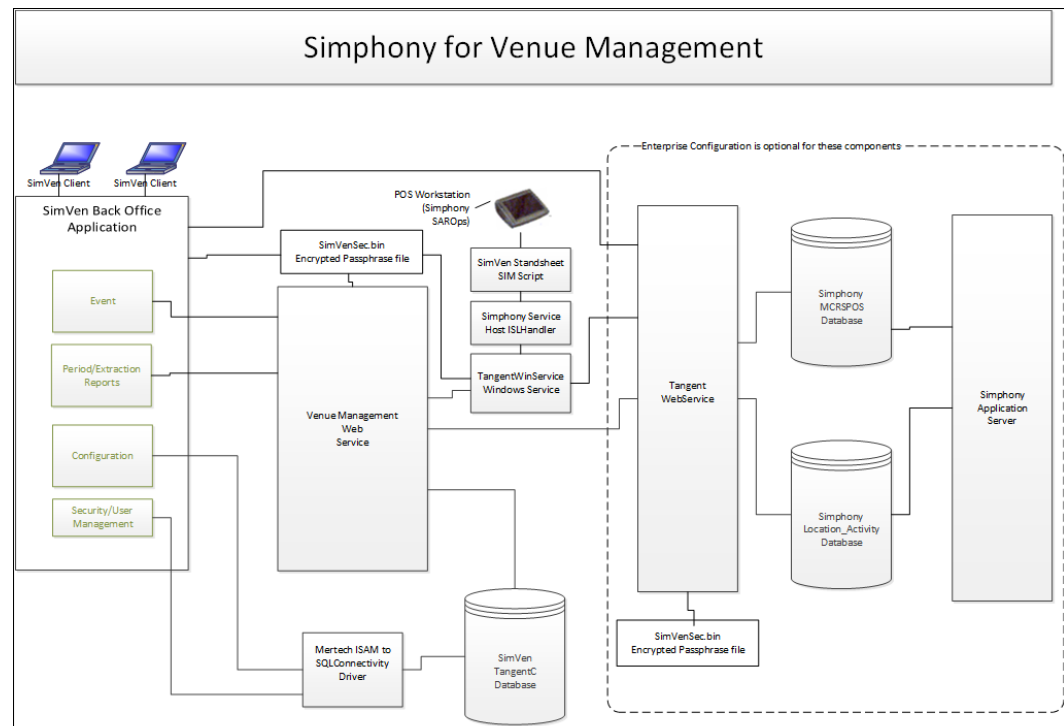 Simphony for Venue Management
Enterprise Configuration is optional for these components
SimVen Client
SimVen Client
SimVen Back Office
Application
Event
Period/Extraction
Reports
Configuration
Security/User
Management
SimVenSec.bin
Encrypted Passphrase file
Venue Management
Web
Service
POS Workstation
(Simphony
SAROps)
SimVen Standsheet
SIM Script
Simphony Service
Host ISLHandler
TangentWinService
Windows Service
Mertech ISAM to
SQLConnectivity
Driver
SimVen
TangentC
Database
Tangent
WebService
SimVenSec.bin
Encrypted Passphrase file
Simphony
MCRSPOS
Database
Simphony
Location_Activity
Database
Simphony
Application
Server